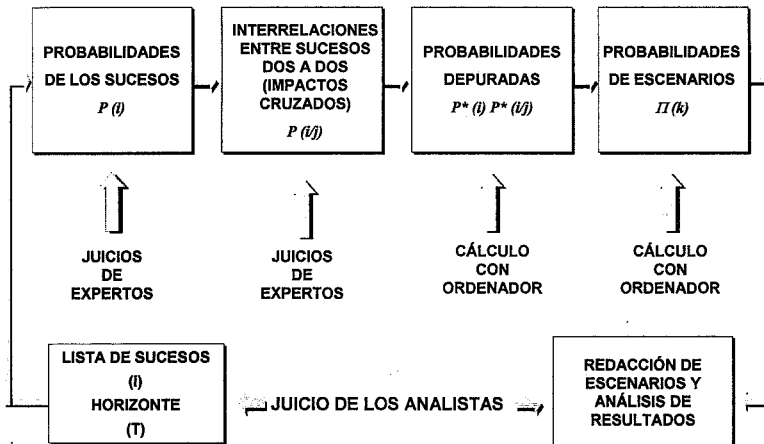 PROBABILIDADES
DE LOS SUCESOS
P (i)
INTERRELACIONES
ENTRE SUCESOS
DOS A DOS
(IMPACTOS
CRUZADOS)
P (i/j)
PROBABILIDADES
DEPURADAS
P* (i) P* (i/j)
PROBABILIDADES
DE ESCENARIOS
Π (k)
JUICIOS
DE
EXPERTOS
JUICIOS
DE
EXPERTOS
CÁLCULO
CON
ORDENADOR
CÁLCULO
CON
ORDENADOR
LISTA DE SUCESOS
(i)
HORIZONTE
(T)
JUICIO DE LOS ANALISTAS
REDACCIÓN DE
ESCENARIOS Y
ANÁLISIS DE
RESULTADOS